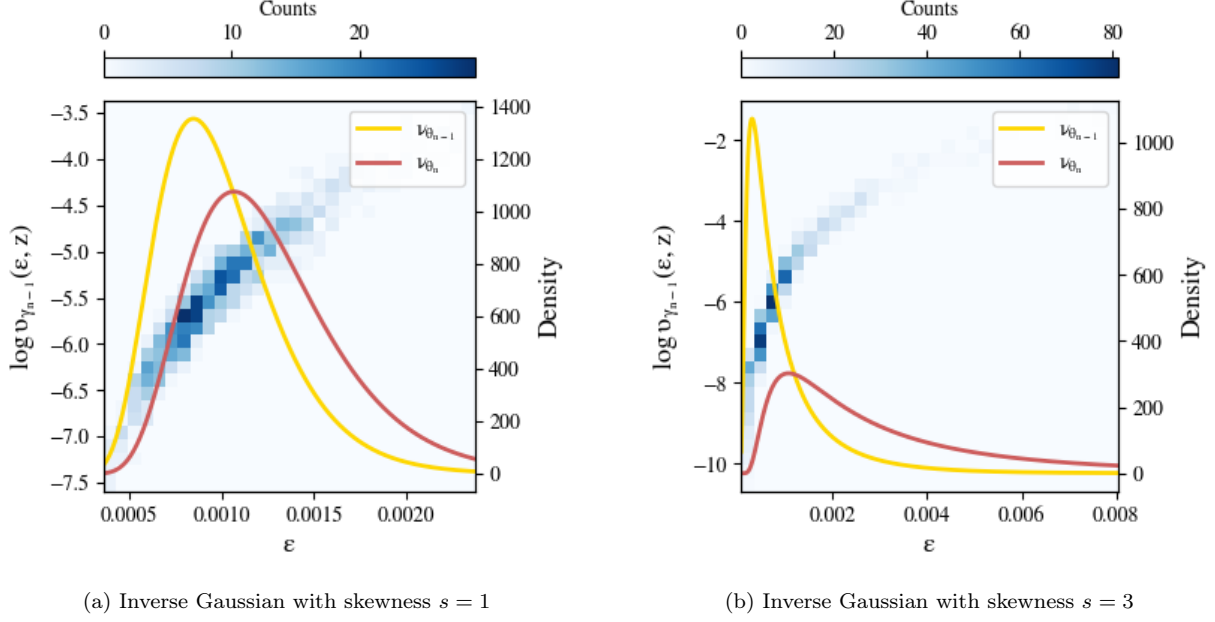 Counts
0 10 20
−3.5
−4.0
−4.5
−5.0
−5.5
−6.0
−6.5
−7.0
−7.5
log υγₙ₋₁(ε, z)
1400
1200
1000
800
600
400
200
0
Density
νθₙ₋₁
νθₙ
0.0005 0.0010 0.0015 0.0020
ε
(a) Inverse Gaussian with skewness s = 1
Counts
0 20 40 60 80
−2
−4
−6
−8
−10
log υγₙ₋₁(ε, z)
1000
800
600
400
200
0
Density
νθₙ₋₁
νθₙ
0.002 0.004 0.006 0.008
ε
(b) Inverse Gaussian with skewness s = 3